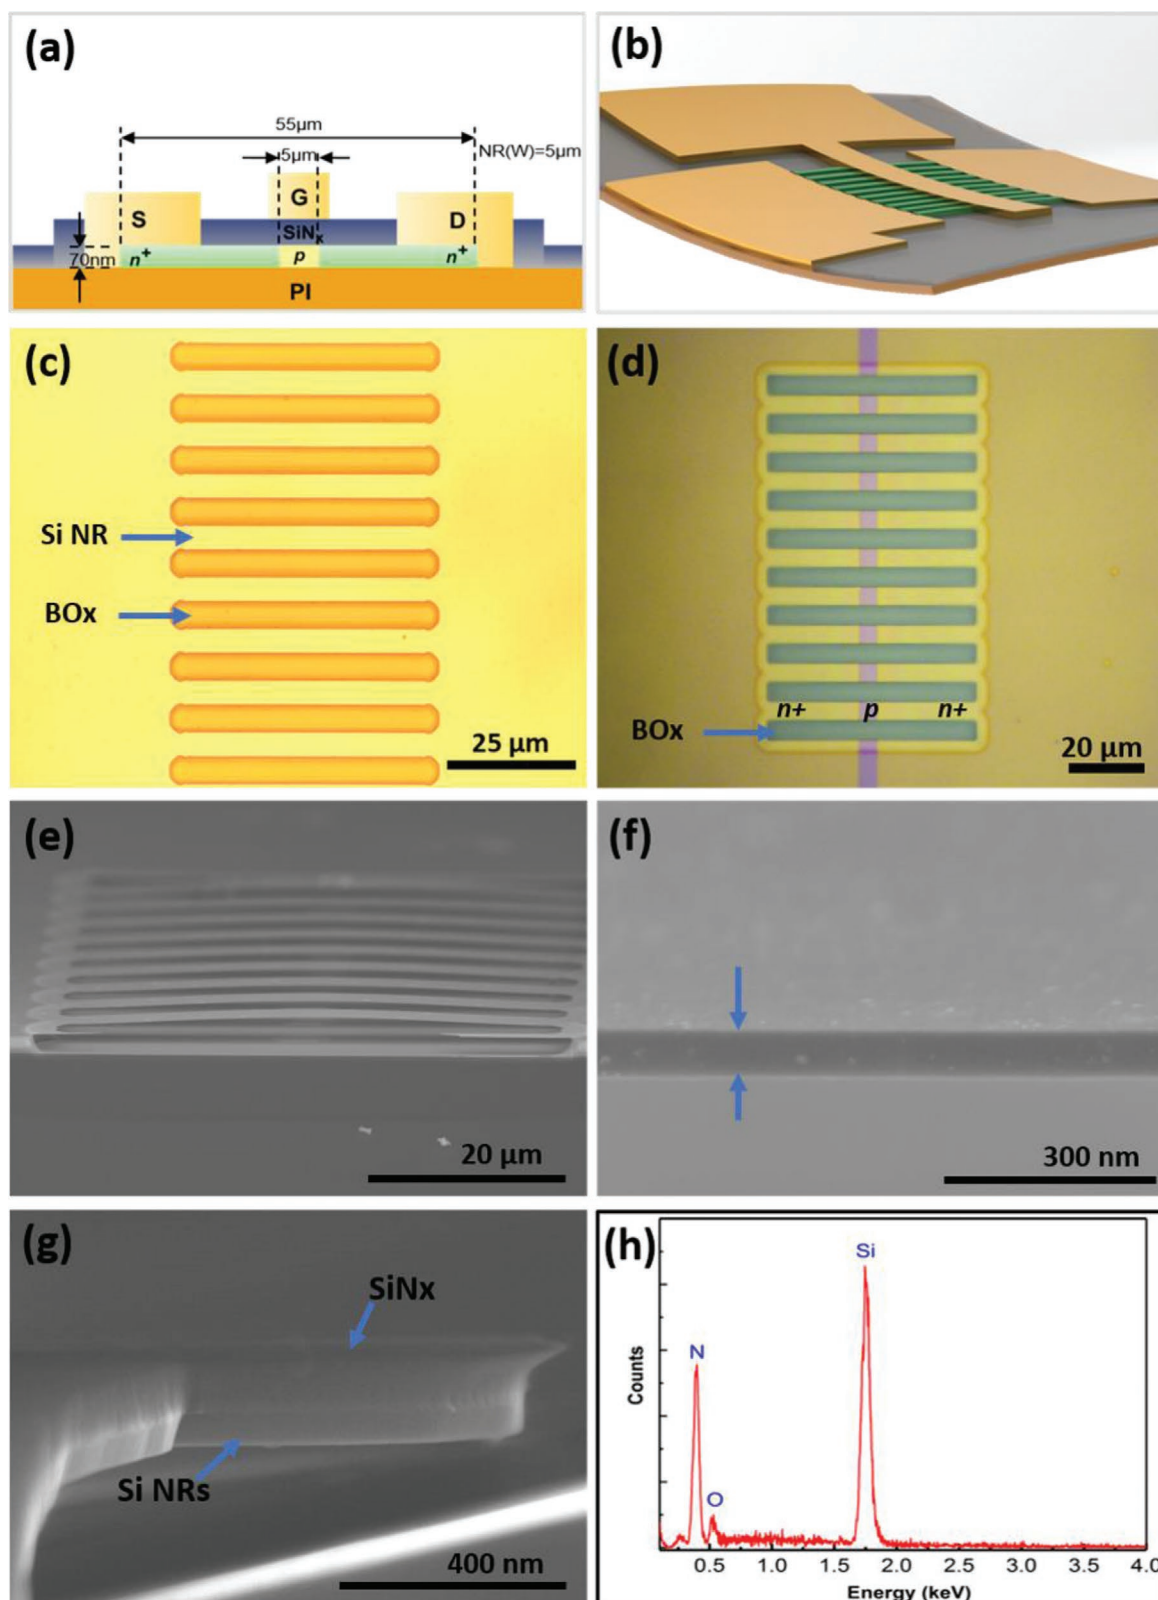 (a)
55μm
5μm
NR(W)=5μm
G
S
D
SiNx
70nm
n+
p
n+
PI
(b)
(c)
Si NR
BOx
25 μm
(d)
n+ p n+
BOx
20 μm
(e)
20 μm
(f)
300 nm
(g)
SiNx
Si NRs
400 nm
(h)
Si
N
O
Counts
0.5 1.0 1.5 2.0 2.5 3.0 3.5 4.0
Energy (keV)